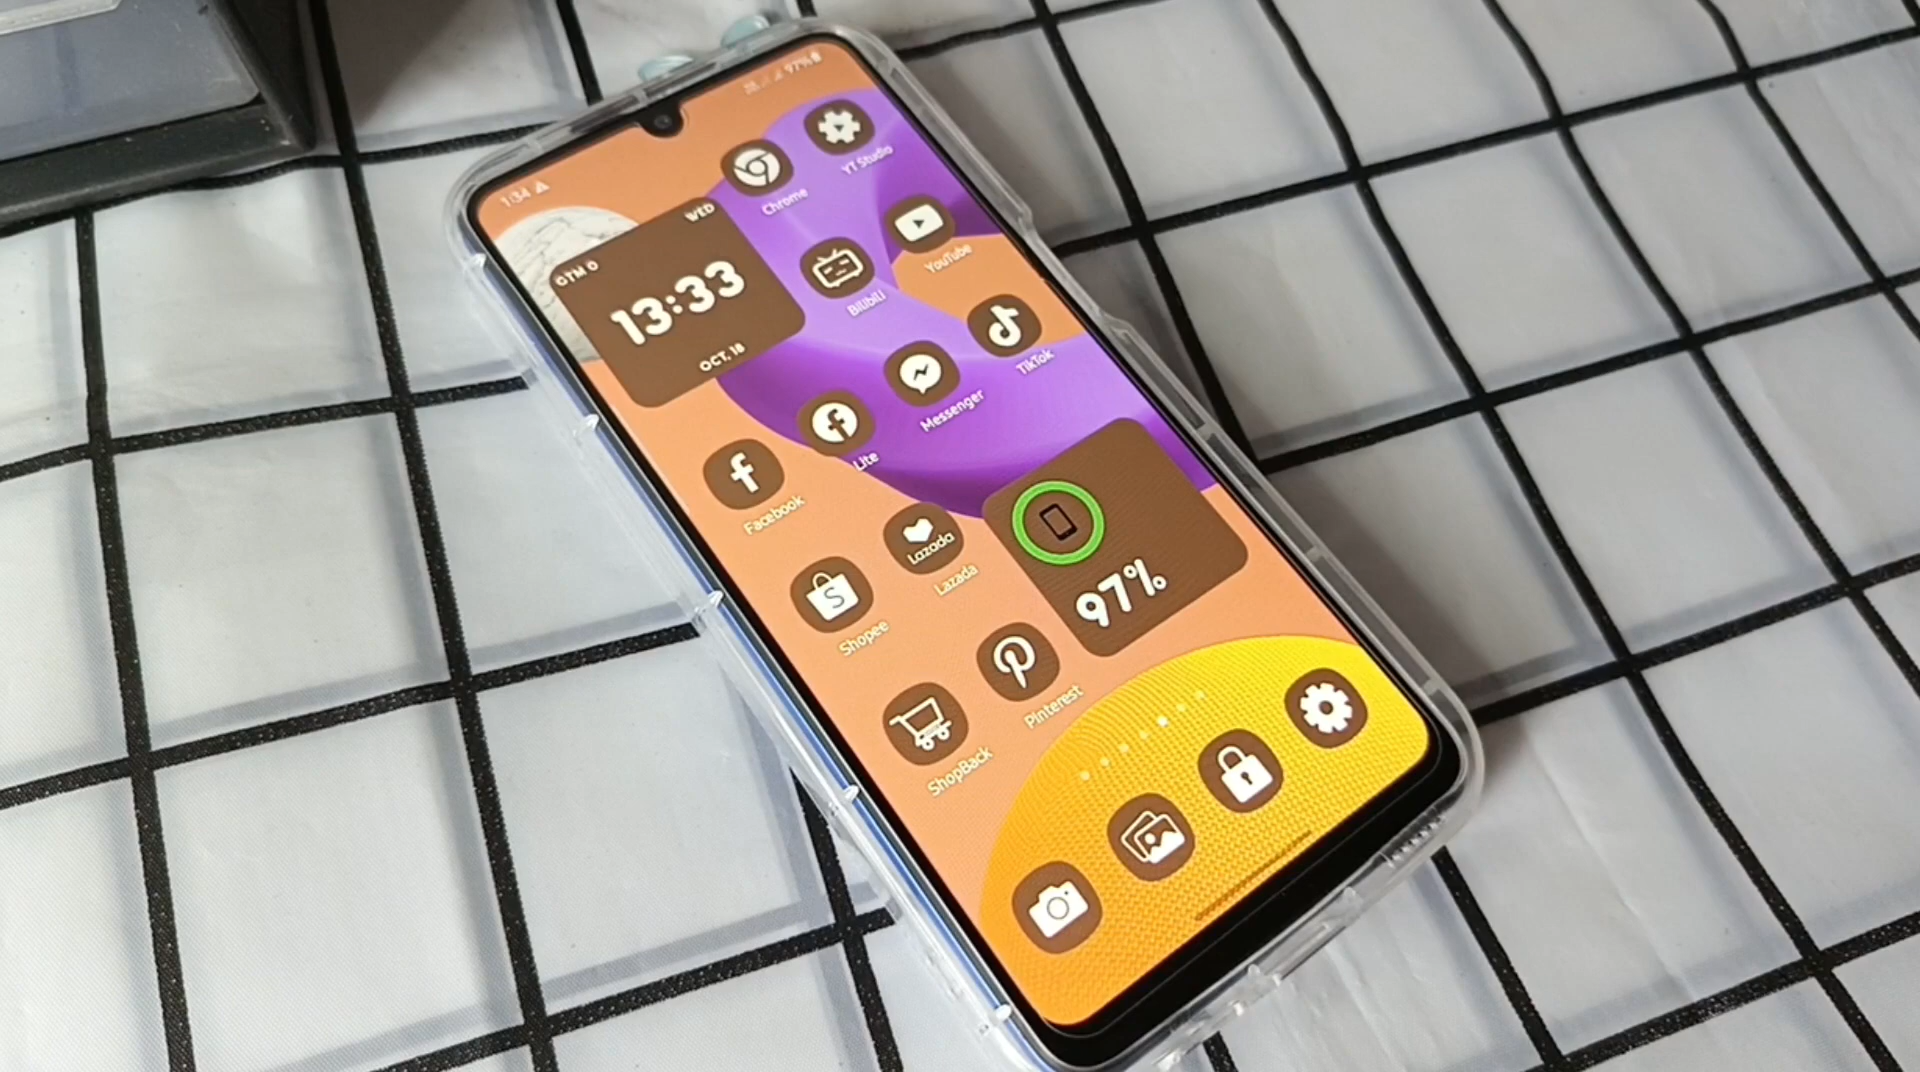 1:34
97%
WED
GTM 0
13:33
OCT, 18
Chrome
YT Studio
Bilibili
YouTube
Facebook
Lite
Messenger
TikTok
Shopee
Lazada
Lazada
97%
ShopBack
Pinterest